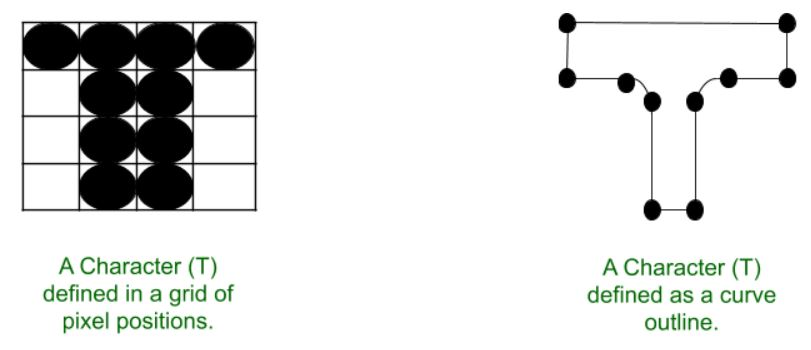 A Character (T)
defined in a grid of
pixel positions.
A Character (T)
defined as a curve
outline.